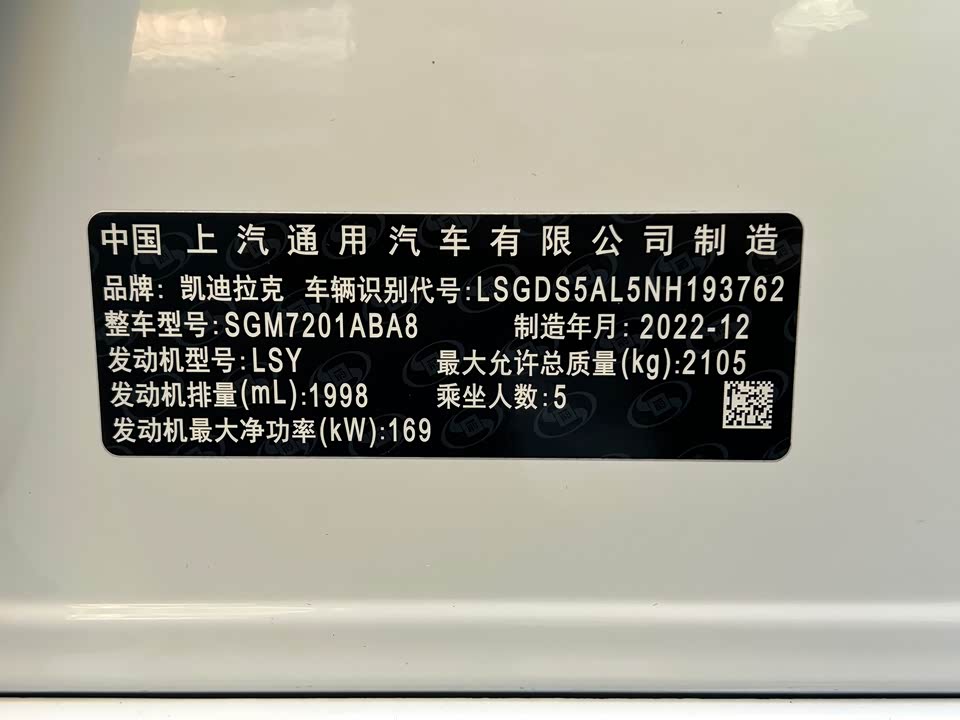 中国 上汽通用汽车有限公司制造
品牌: 凯迪拉克 车辆识别代号:LSGDS5AL5NH193762
整车型号:SGM7201ABA8 制造年月: 2022-12
发动机型号:LSY 最大允许总质量(kg):2105
发动机排量(mL):1998 乘坐人数:5
发动机最大净功率(kW):169